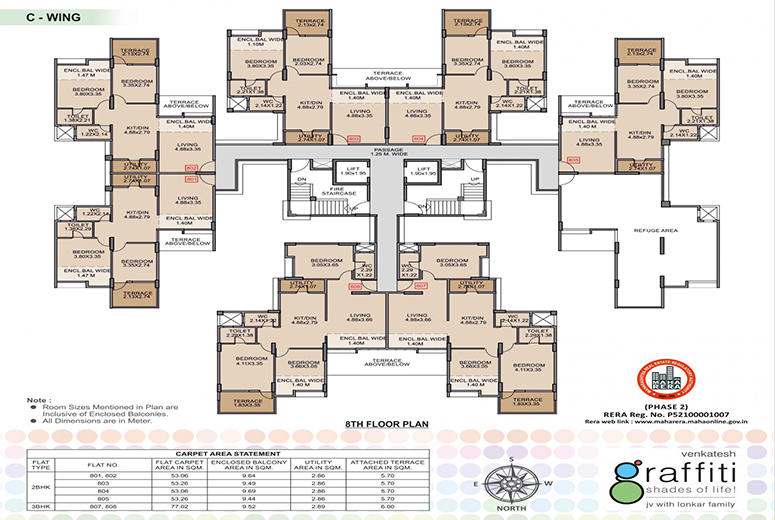 C - WING
TERRACE
2.13x2.74
ENCL.BAL WIDE
1.47 M
BEDROOM
3.80X3.35
BEDROOM
3.35X2.74
TOILET
1.38X2.21
WC
1.22X2.14
KIT/DIN
4.88x2.79
TERRACE
ABOVE/BELOW
ENCL.BAL WIDE
1.40M
LIVING
4.88x3.35
UTILITY
2.74X1.07
802
UTILITY
2.74X1.07
801
WC
1.22X2.14
TOILET
1.38X2.29
KIT/DIN
4.88x2.79
LIVING
4.88x3.35
ENCL.BAL WIDE
1.40M
TERRACE
ABOVE/BELOW
BEDROOM
3.80X3.35
BEDROOM
3.35X2.74
ENCL.BAL WIDE
1.47 M
TERRACE
2.13x2.74
TERRACE
2.13x2.74
ENCL.BAL WIDE
1.10M
BEDROOM
3.80X3.35
BEDROOM
2.03X2.74
TOILET
WC
2.14X1.22
KIT/DIN
4.88x2.79
ENCL.BAL WIDE
1.40M
LIVING
4.88x3.35
UTILITY
2.74X1.07
803
TERRACE
ABOVE/BELOW
TERRACE
2.13x2.74
ENCL.BAL WIDE
1.40M
BEDROOM
3.35X2.74
BEDROOM
3.80X3.35
TOILET
WC
2.14X1.22
ENCL.BAL WIDE
1.40M
LIVING
4.88x3.35
KIT/DIN
4.88x2.79
804
UTILITY
2.74X1.07
TERRACE
2.13x2.74
ENCL.BAL WIDE
1.40M
BEDROOM
3.35X2.74
BEDROOM
3.80X3.35
TOILET
2.21X1.38
WC
2.14X1.22
TERRACE
ABOVE/BELOW
ENCL.BAL WIDE
1.40 M
LIVING
4.88x3.35
KIT/DIN
4.88x2.79
805
UTILITY
2.74X1.07
PASSAGE
1.25 M. WIDE
LIFT
1.90x1.95
LIFT
1.90x1.95
DN
UP
FIRE
STAIRCASE
REFUGE AREA
BEDROOM
3.05X3.65
WC
2.29
X1.22
UTILITY
2.74X1.07
806
WC
2.14X1.22
TOILET
2.29X1.38
KIT/DIN
4.88x2.79
LIVING
4.88x3.66
ENCL.BAL WIDE
1.40M
BEDROOM
4.11X3.35
BEDROOM
3.66X3.05
ENCL.BAL WIDE
1.40M
TERRACE
1.83X3.35
WC
2.29
X1.22
BEDROOM
3.05X3.65
807
UTILITY
2.74X1.07
LIVING
4.88x3.66
KIT/DIN
4.88x2.79
WC
2.14X1.22
TOILET
2.29X1.38
ENCL.BAL WIDE
1.40M
TERRACE
ABOVE/BELOW
BEDROOM
3.66X3.05
BEDROOM
4.11X3.35
ENCL.BAL WIDE
1.40M
TERRACE
1.83X3.35
Note :
Room Sizes Mentioned in Plan are
Inclusive of Enclosed Balconies.
All Dimensions are in Meter.
8TH FLOOR PLAN
RERA
(PHASE 2)
RERA Reg. No. P52100001007
Rera web link : www.maharera.mahaonline.gov.in
CARPET AREA STATEMENT
FLAT TYPE FLAT NO. FLAT CARPET AREA IN SQM. ENCLOSED BALCONY AREA IN SQM. UTILITY AREA IN SQM. ATTACHED TERRACE AREA IN SQM.
2BHK 801, 802 53.06 9.64 2.86 5.70
803 53.26 9.49 2.86 5.70
804 53.06 9.69 2.86 5.70
805 53.26 9.44 2.86 5.70
3BHK 807, 808 77.02 9.52 2.89 6.00
S
E
W
NORTH
venkatesh
graffiti
shades of life!
jv with lonkar family